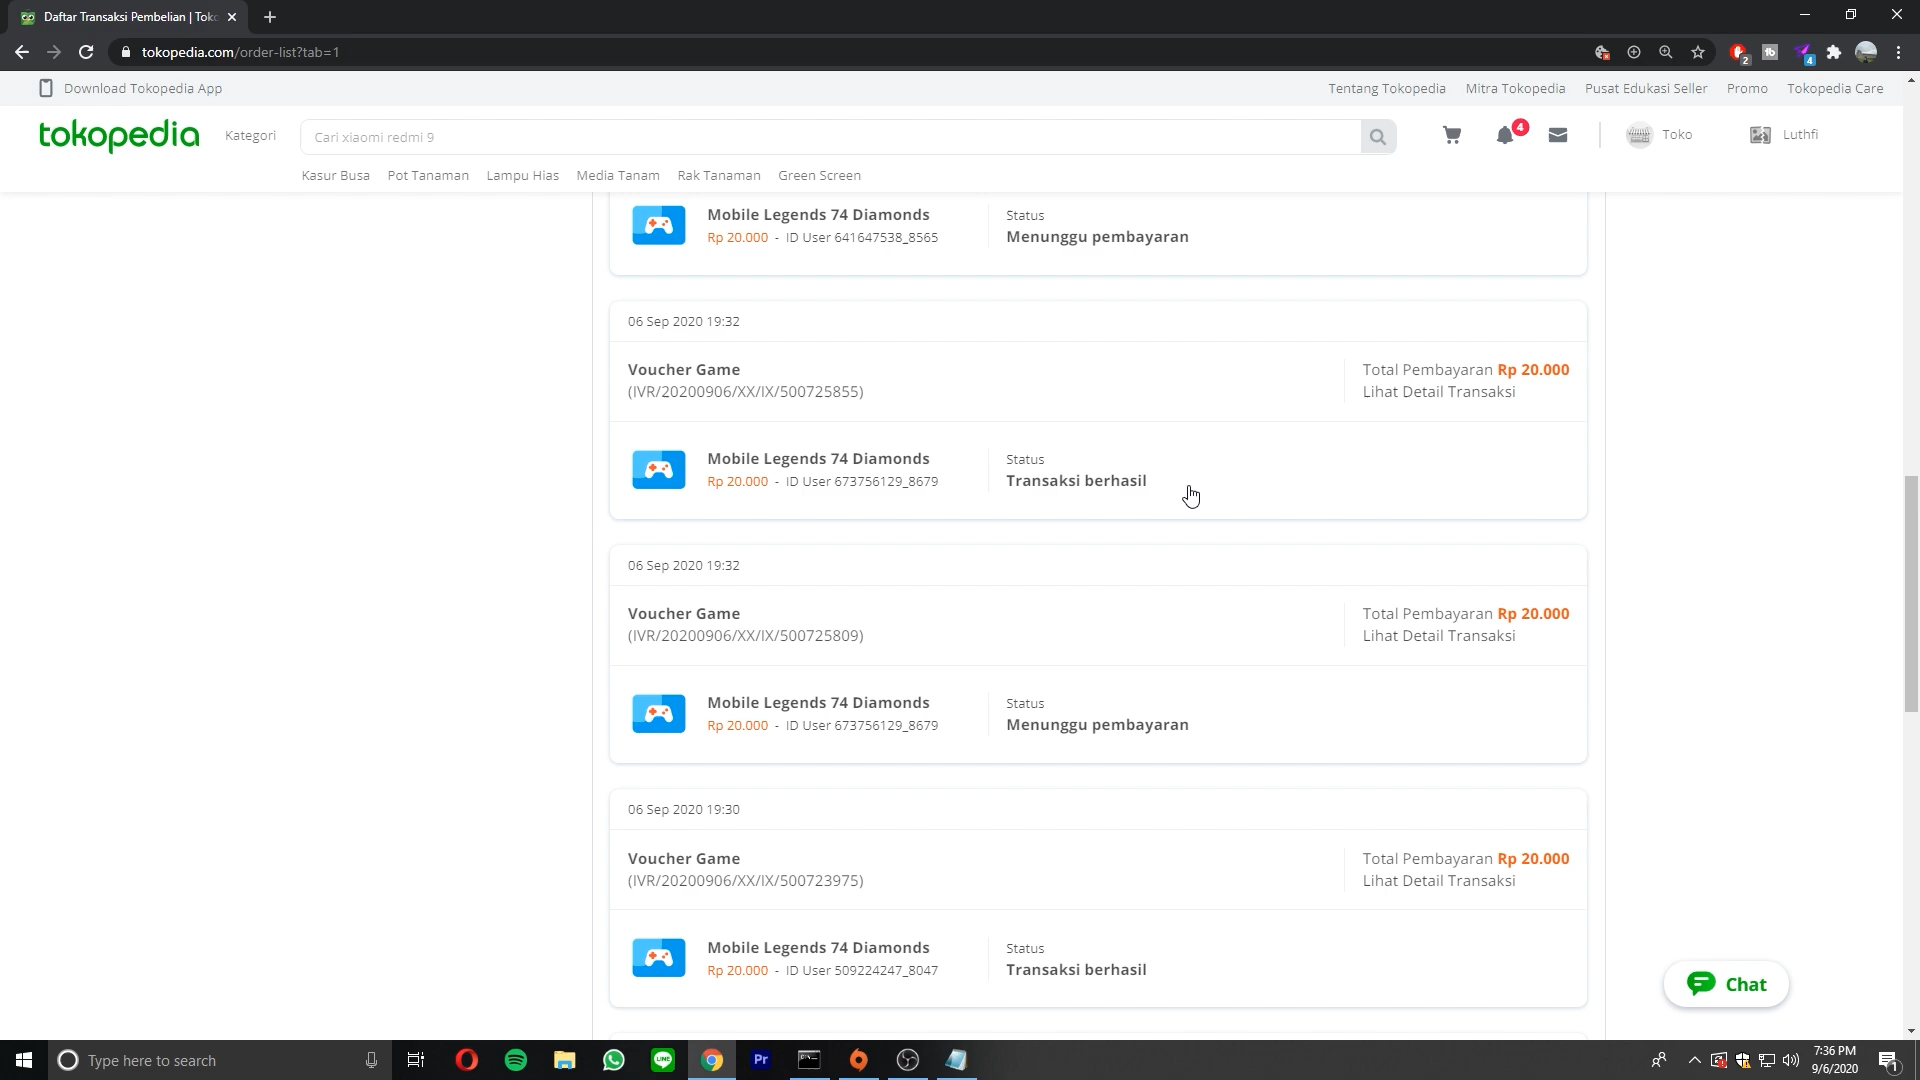 Daftar Transaksi Pembelian | Tok
tokopedia.com/order-list?tab=1
2
4
Download Tokopedia App
Tentang Tokopedia
Mitra Tokopedia
Pusat Edukasi Seller
Promo
Tokopedia Care
tokopedia
Kategori
Cari xiaomi redmi 9
4
Toko
Luthfi
Kasur Busa
Pot Tanaman
Lampu Hias
Media Tanam
Rak Tanaman
Green Screen
Mobile Legends 74 Diamonds
Rp 20.000 - ID User 641647538_8565
Status
Menunggu pembayaran
06 Sep 2020 19:32
Voucher Game
(IVR/20200906/XX/IX/500725855)
Total Pembayaran Rp 20.000
Lihat Detail Transaksi
Mobile Legends 74 Diamonds
Rp 20.000 - ID User 673756129_8679
Status
Transaksi berhasil
06 Sep 2020 19:32
Voucher Game
(IVR/20200906/XX/IX/500725809)
Total Pembayaran Rp 20.000
Lihat Detail Transaksi
Mobile Legends 74 Diamonds
Rp 20.000 - ID User 673756129_8679
Status
Menunggu pembayaran
06 Sep 2020 19:30
Voucher Game
(IVR/20200906/XX/IX/500723975)
Total Pembayaran Rp 20.000
Lihat Detail Transaksi
Mobile Legends 74 Diamonds
Rp 20.000 - ID User 509224247_8047
Status
Transaksi berhasil
Chat
Type here to search
LINE
Pr
7:36 PM
9/6/2020
1